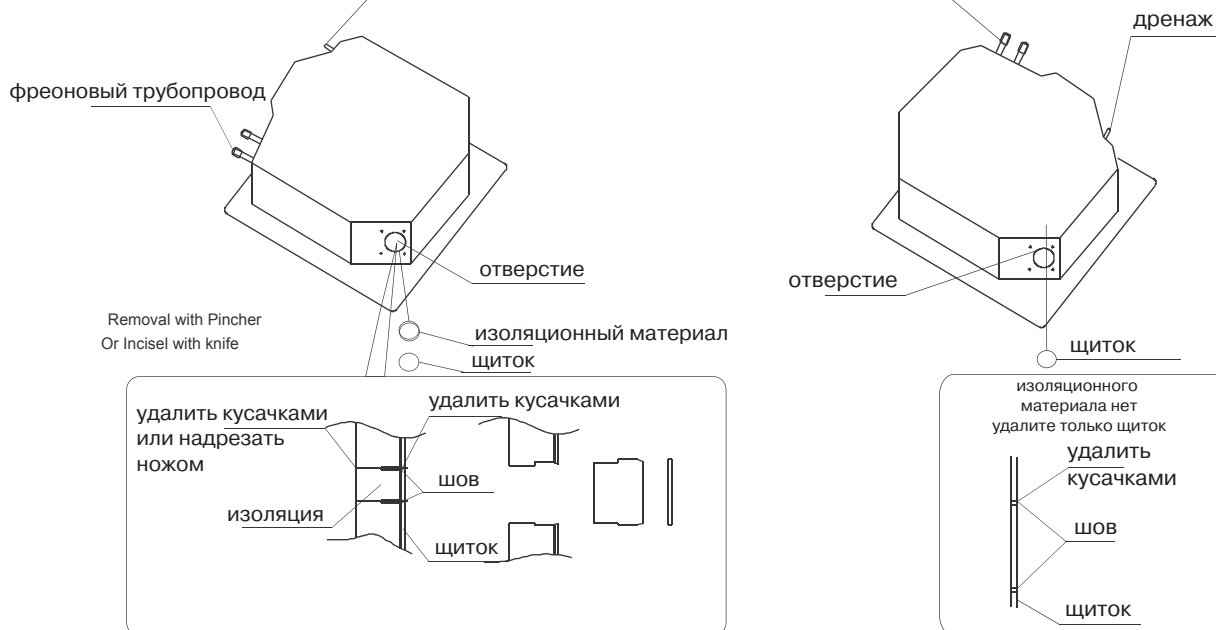 дренаж
фреоновый трубопровод
отверстие
отверстие
Removal with Pincher
Or Incisel with knife
изоляционный материал
щиток
щиток
удалить кусачками
или надрезать
ножом
удалить кусачками
шов
изоляция
щиток
изоляционного
материала нет
удалите только щиток
удалить
кусачками
шов
щиток